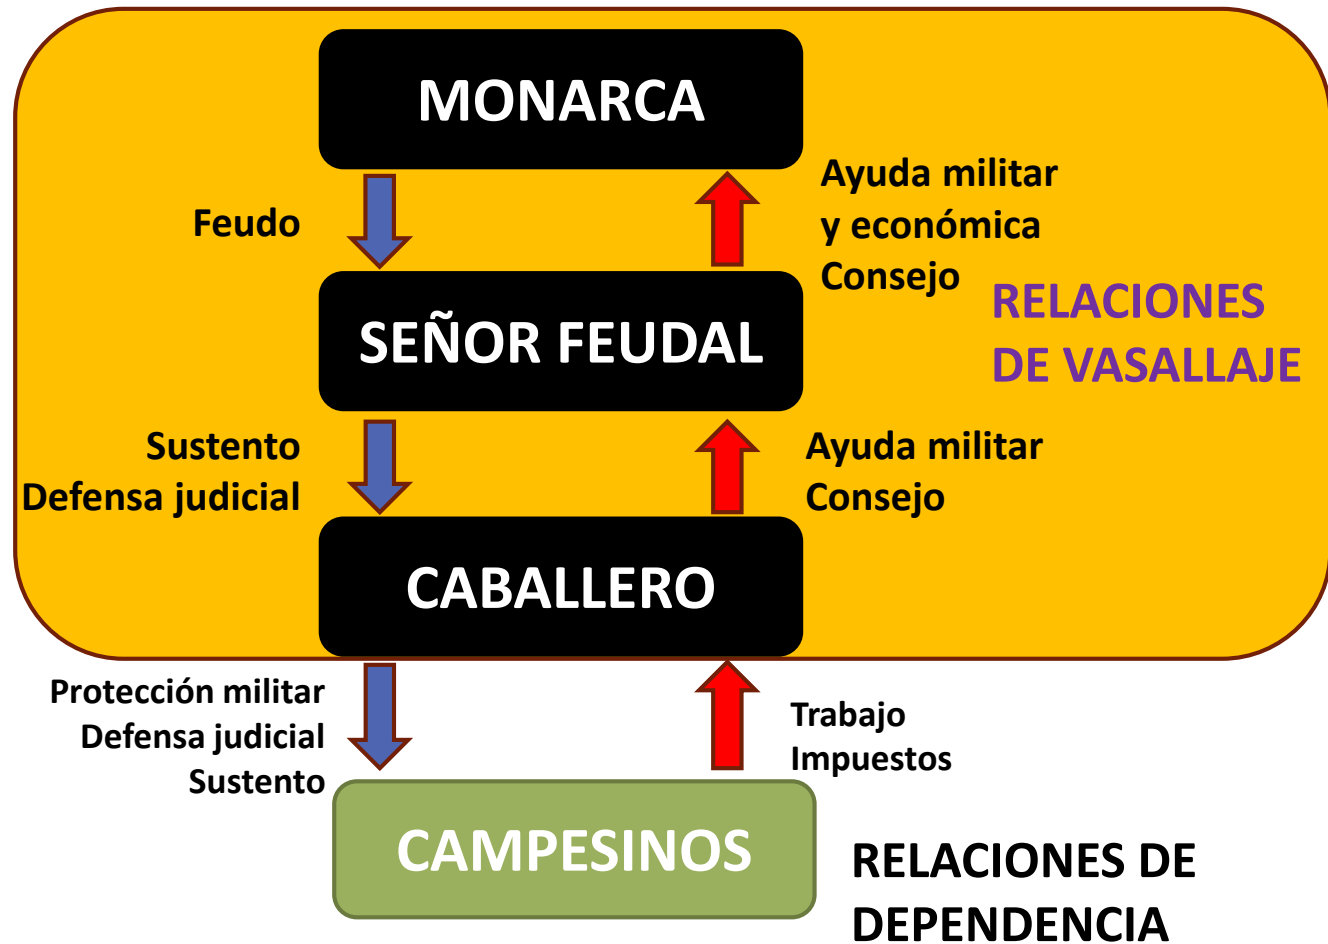 MONARCA
Feudo
Ayuda militar
y económica
Consejo
SEÑOR FEUDAL
RELACIONES
DE VASALLAJE
Sustento
Defensa judicial
Ayuda militar
Consejo
CABALLERO
Protección militar
Defensa judicial
Sustento
Trabajo
Impuestos
CAMPESINOS
RELACIONES DE
DEPENDENCIA